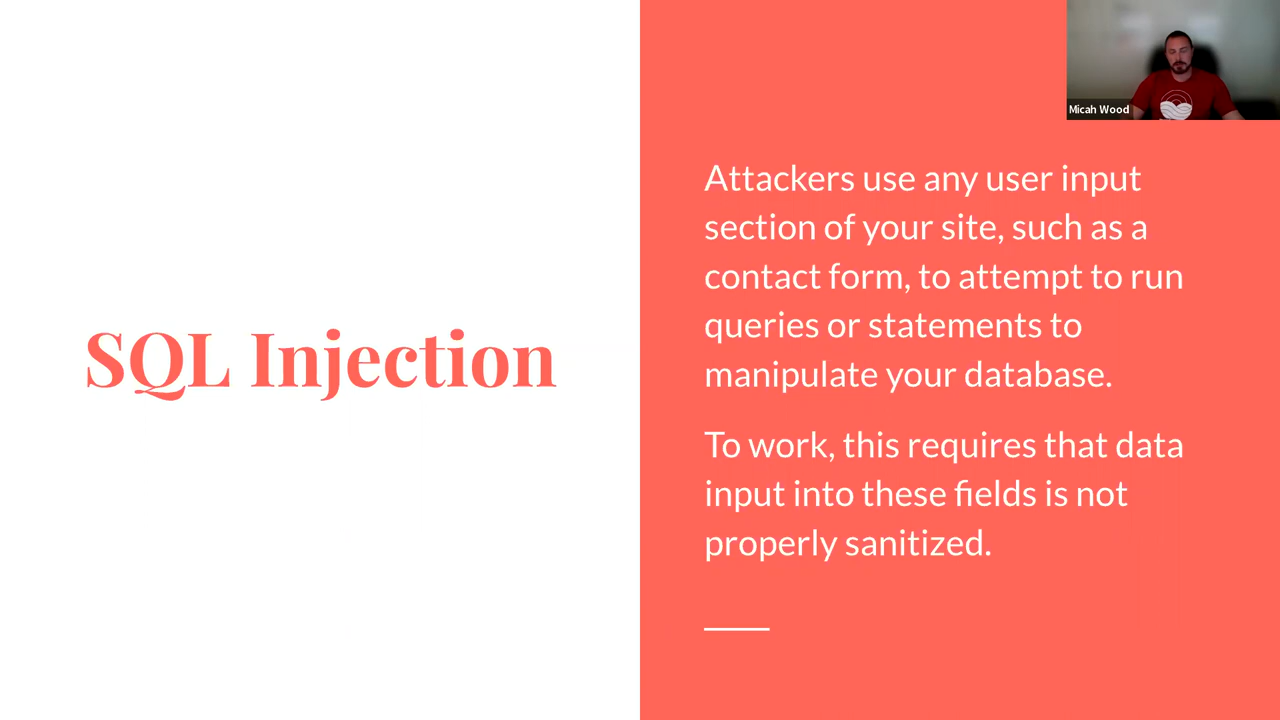 Micah Wood
SQL Injection
Attackers use any user input
section of your site, such as a
contact form, to attempt to run
queries or statements to
manipulate your database.
To work, this requires that data
input into these fields is not
properly sanitized.